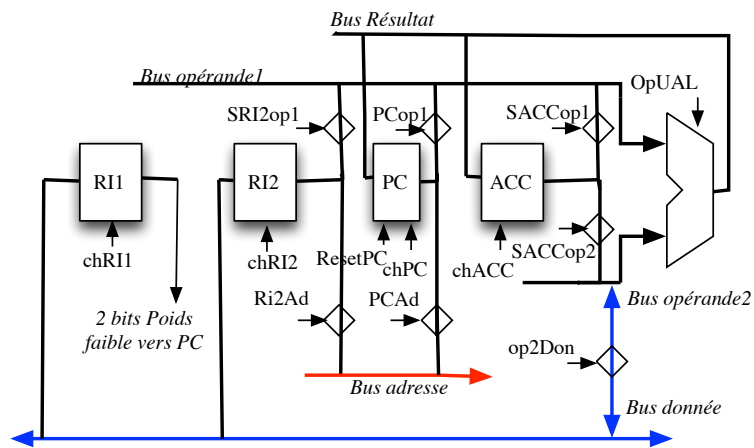 Bus Résultat
Bus opérande1
OpUAL
SRI2op1
PCop1
SACCop1
RI1
RI2
PC
ACC
SACCop2
ResetPC
chRI1
chRI2
chPC
chACC
2 bits Poids
faible vers PC
Ri2Ad
PCAd
Bus opérande2
op2Don
Bus adresse
Bus donnée